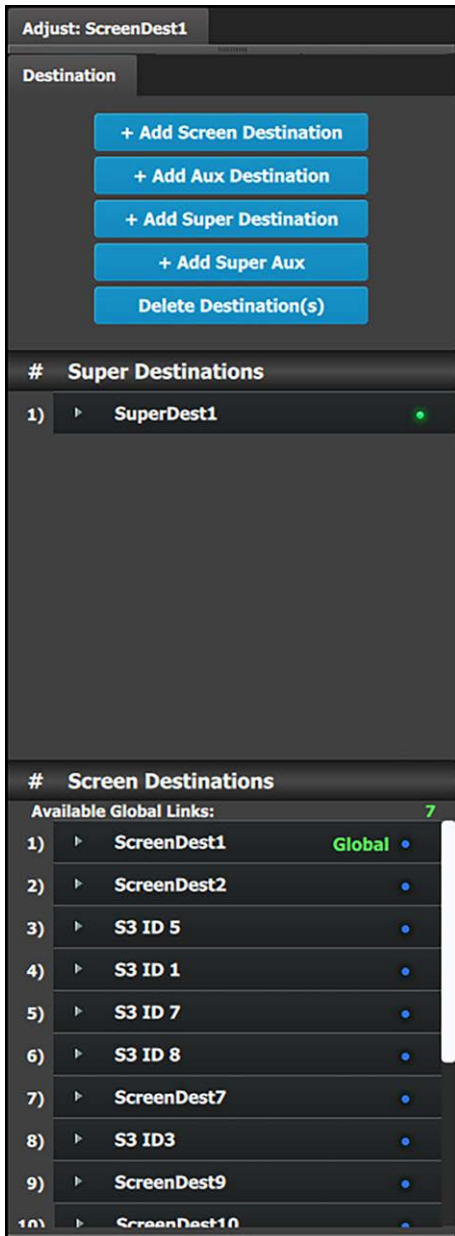 Adjust: ScreenDest1
Destination
+ Add Screen Destination
+ Add Aux Destination
+ Add Super Destination
+ Add Super Aux
Delete Destination(s)
# Super Destinations
1) SuperDest1
# Screen Destinations
Available Global Links: 7
1) ScreenDest1 Global
2) ScreenDest2
3) S3 ID 5
4) S3 ID 1
5) S3 ID 7
6) S3 ID 8
7) ScreenDest7
8) S3 ID3
9) ScreenDest9
10) ScreenDest10